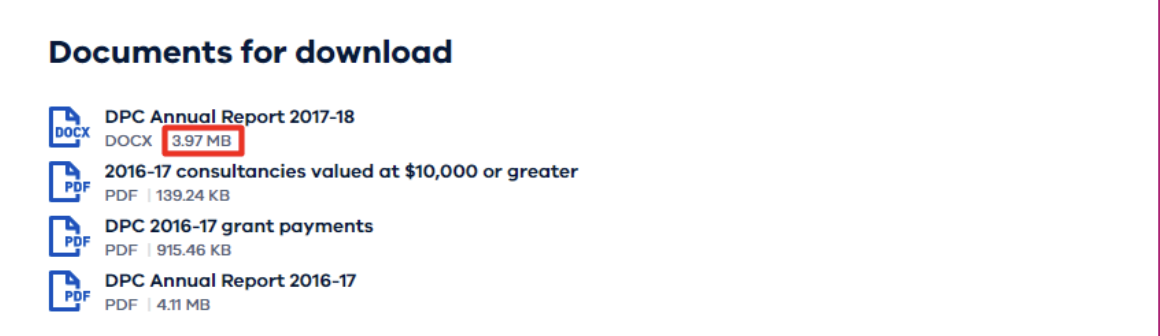 Documents for download
DOCX
DPC Annual Report 2017-18
DOCX 3.97 MB
PDF
2016-17 consultancies valued at $10,000 or greater
PDF | 139.24 KB
PDF
DPC 2016-17 grant payments
PDF | 915.46 KB
PDF
DPC Annual Report 2016-17
PDF | 4.11 MB